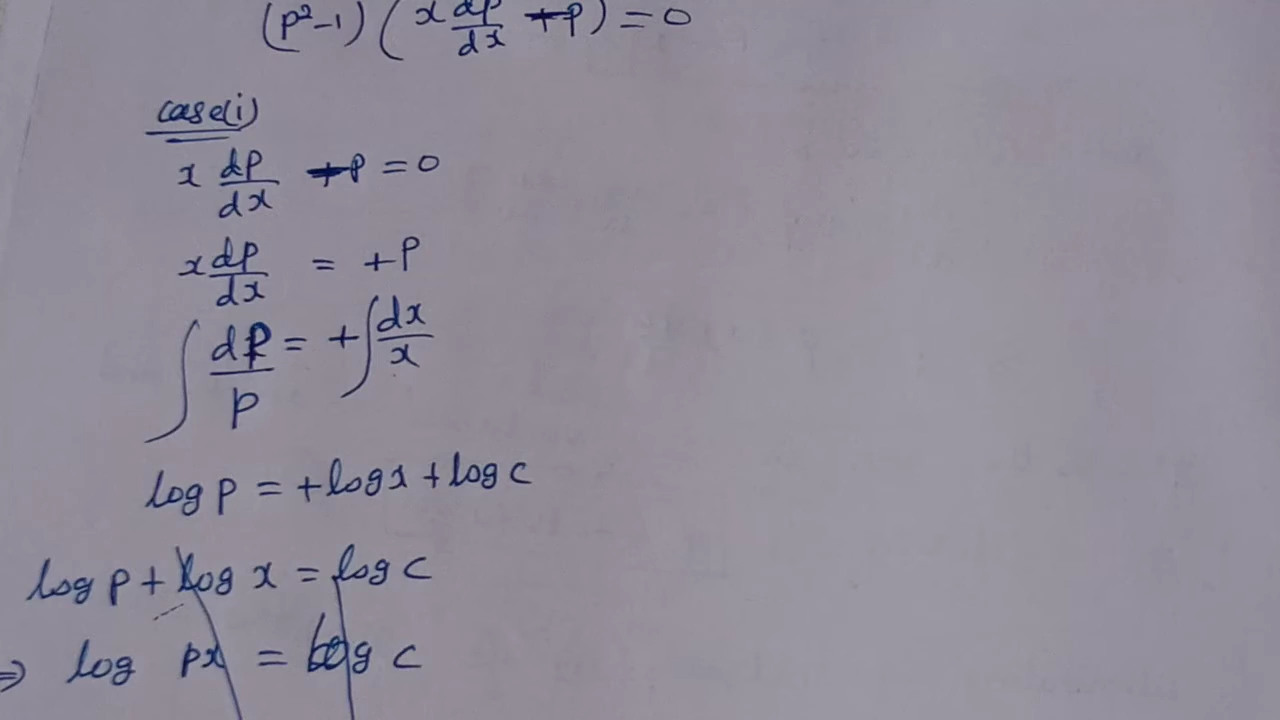 (p²-1) (x dp/dx -p) = 0
case(i)
x dp/dx -p = 0
x dp/dx = +p
∫ dp/p = +∫ dx/x
log p = +log x + log c
log p + log x = log c
⇒ log px = log c